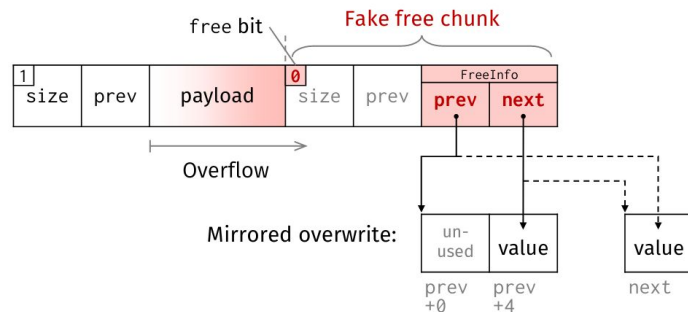 Fake free chunk
free bit
1
0
FreeInfo
size
prev
payload
size
prev
prev
next
Overflow
Mirrored overwrite:
un-
used
value
value
prev
+0
prev
+4
next